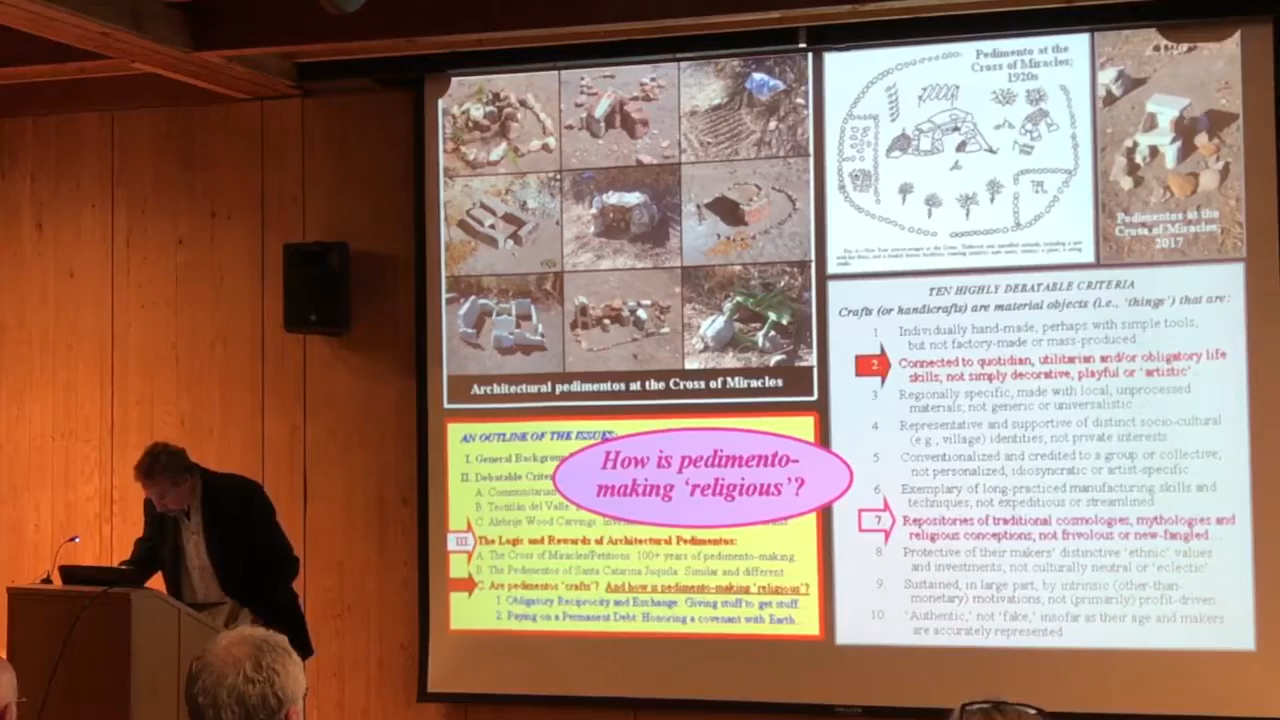 Architectural pedimentos at the Cross of Miracles
Pedimento at the
Cross of Miracles;
1920s
Pedimentos at the
Cross of Miracles;
2017
AN OUTLINE OF THE ISSUES:
I. General Backgroun
II. Debatable Crite
A. Communitarian
B. Teotitlán del Valle
C. Alebrije Wood Carvings
III. The Logic and Rewards of Architectural Pedimentos:
A. The Cross of Miracles/Petitions: 100+ years of pedimento-making
B. The Pedimentos of Santa Catarina Juquila: Similar and different
C. Are pedimentos 'crafts'? And how is pedimento-making 'religious'?
1. Obligatory Reciprocity and Exchange: Giving stuff to get stuff
2. Paying on a Permanent Debt: Honoring a covenant with Earth
How is pedimento-
making 'religious'?
TEN HIGHLY DEBATABLE CRITERIA
Crafts (or handicrafts) are material objects (i.e., 'things') that are:
1. Individually hand-made, perhaps with simple tools,
but not factory-made or mass-produced
2. Connected to quotidian, utilitarian and/or obligatory life
skills; not simply decorative, playful or 'artistic'
3 Regionally specific, made with local, unprocessed
materials; not generic or universalistic
4 Representative and supportive of distinct socio-cultural
(e.g., village) identities, not private interests
5 Conventionalized and credited to a group or collective,
not personalized, idiosyncratic or artist-specific
6. Exemplary of long-practiced manufacturing skills and
techniques, not expeditious or streamlined
7. Repositories of traditional cosmologies, mythologies and
religious conceptions, not frivolous or new-fangled
8. Protective of their makers' distinctive 'ethnic' values
and investments, not culturally neutral or 'eclectic'
9. Sustained, in large part, by intrinsic (other-than-
monetary) motivations, not (primarily) profit-driven
10. 'Authentic,' not 'fake,' insofar as their age and makers
are accurately represented